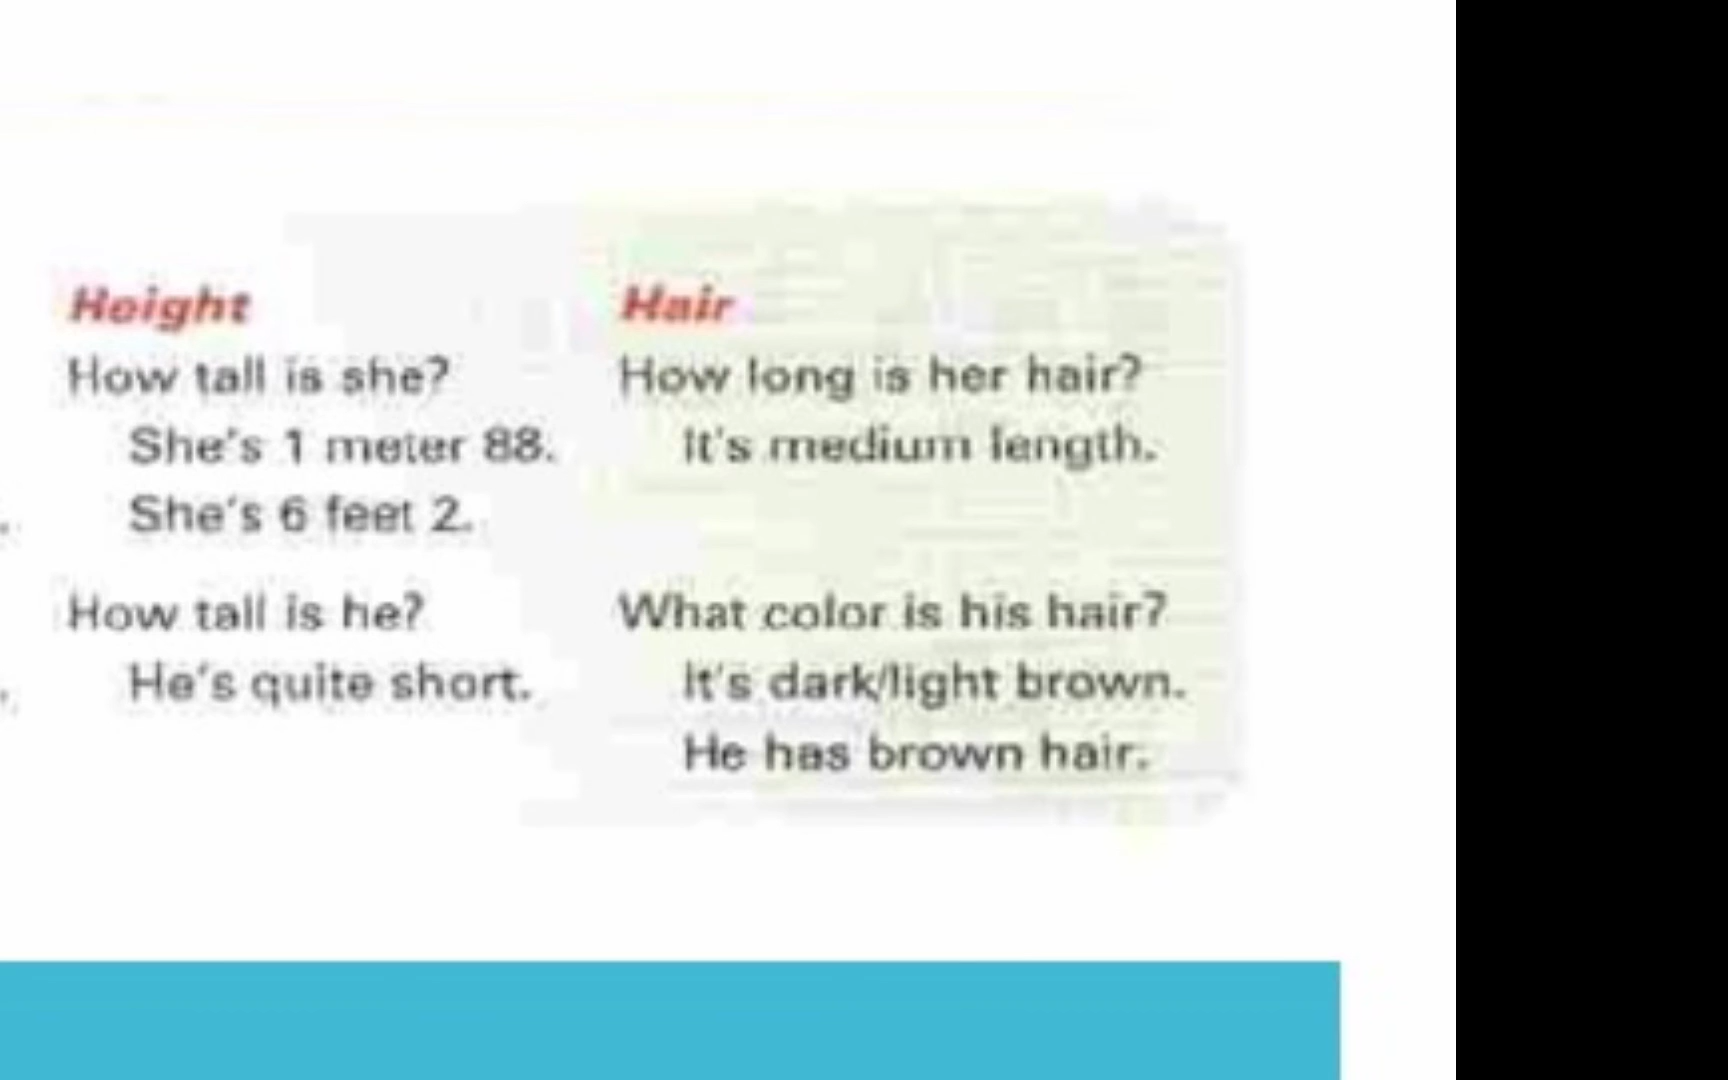 Height
How tall is she?
She's 1 meter 88.
She's 6 feet 2.
How tall is he?
He's quite short.
Hair
How long is her hair?
It's medium length.
What color is his hair?
It's dark/light brown.
He has brown hair.